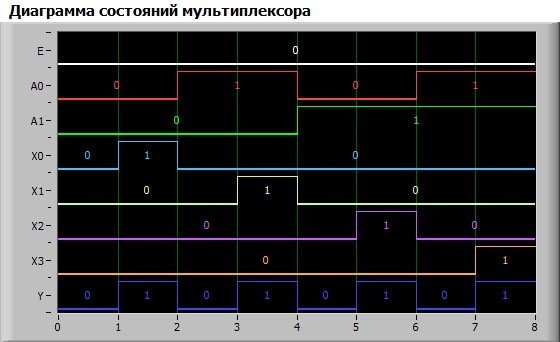 Диаграмма состояний мультиплексора
E 0
A0 0 1 0 1
A1 0 1
X0 0 1 0
X1 0 1 0
X2 0 1 0
X3 0 1
Y 0 1 0 1 0 1 0 1
0 1 2 3 4 5 6 7 8